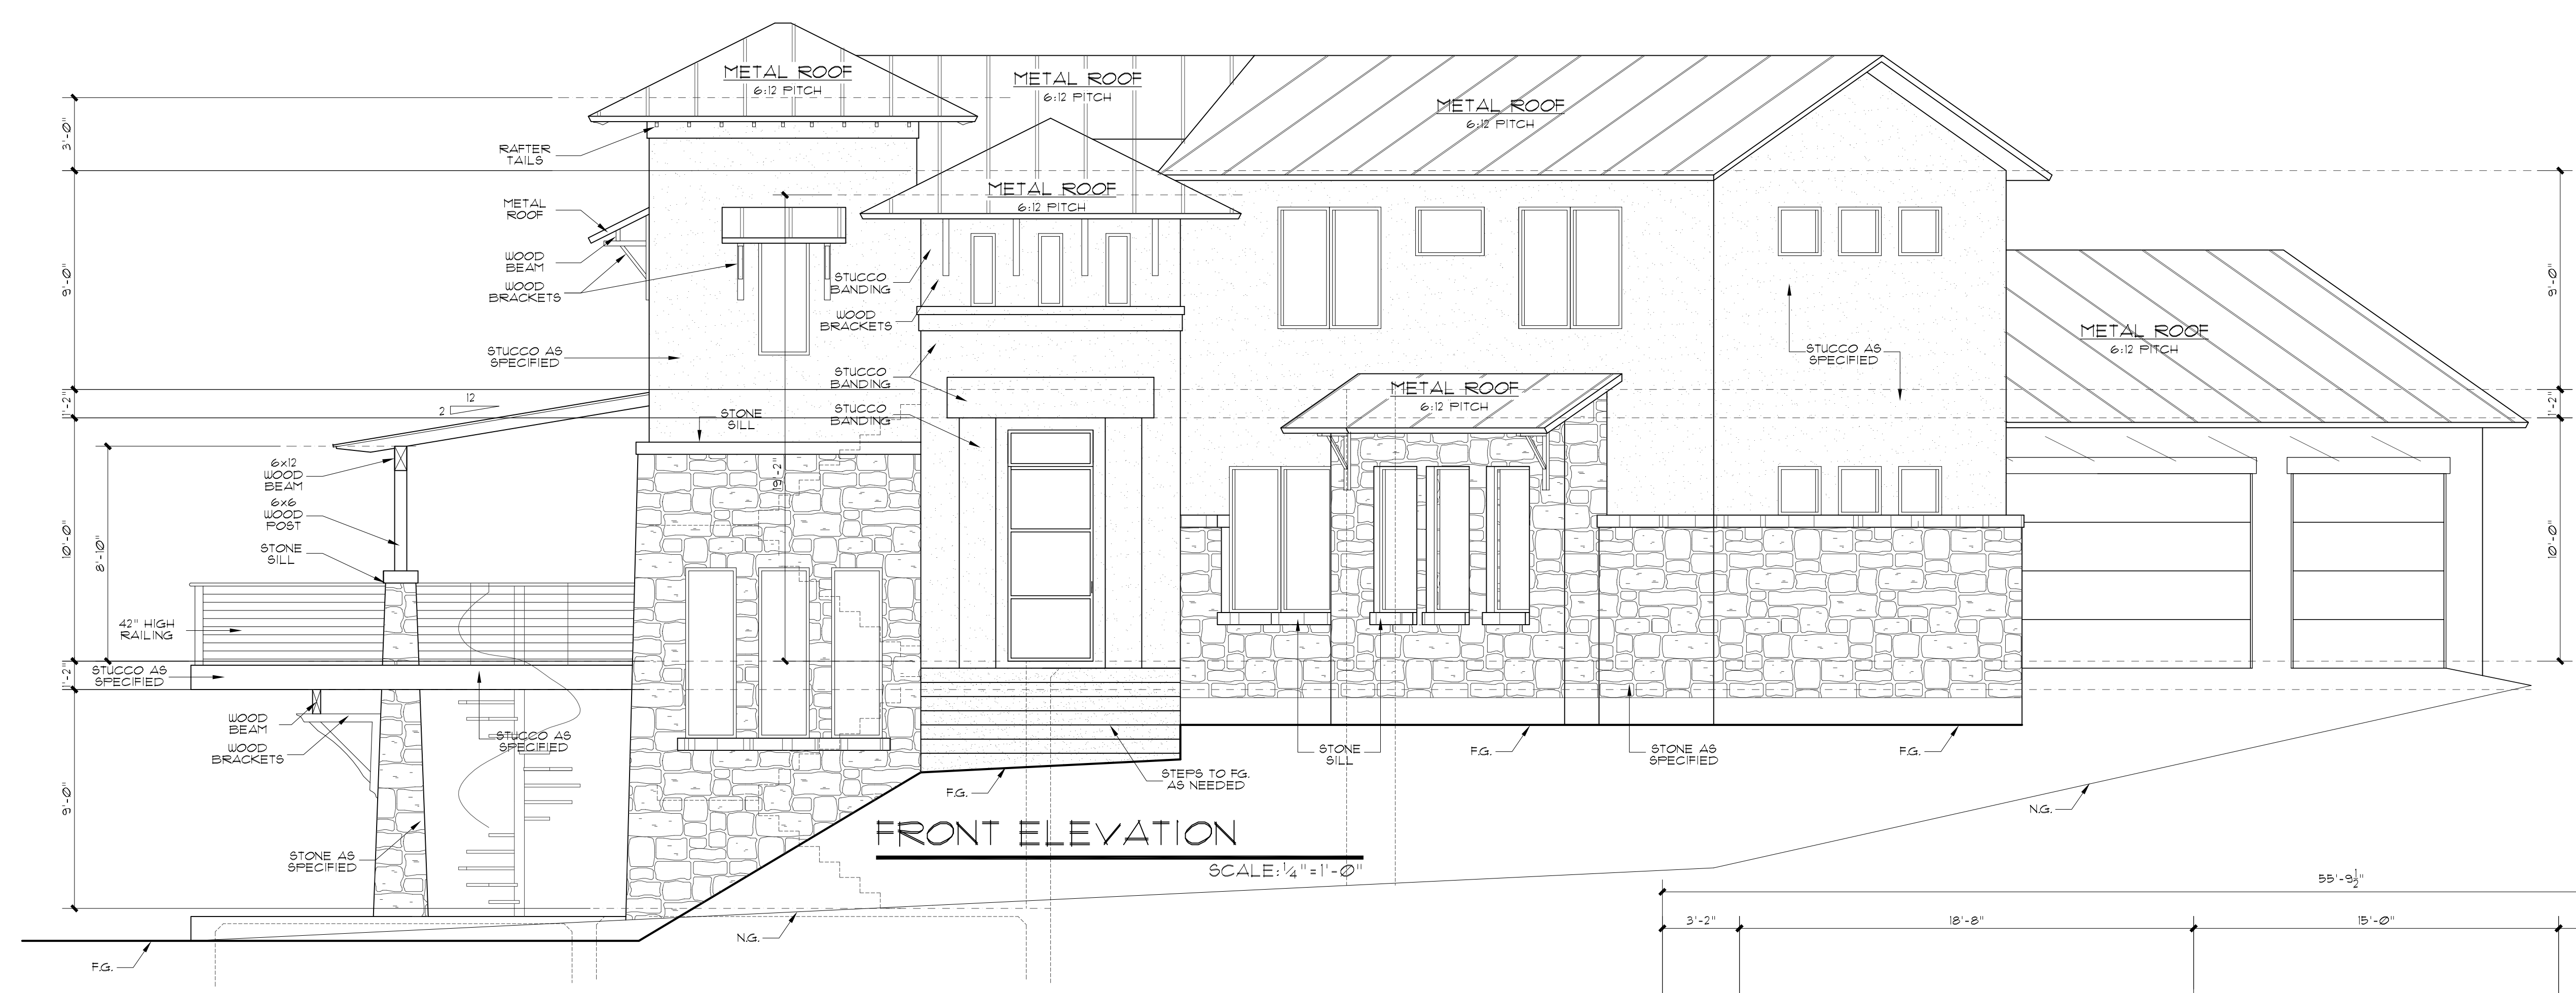 METAL ROOF
6:12 PITCH
METAL ROOF
6:12 PITCH
METAL ROOF
6:12 PITCH
3'-0"
RAFTER
TAILS
METAL ROOF
6:12 PITCH
METAL
ROOF
WOOD
BEAM
WOOD
BRACKETS
STUCCO
BANDING
WOOD
BRACKETS
9'-0"
9'-0"
METAL ROOF
6:12 PITCH
STUCCO AS
SPECIFIED
STUCCO AS
SPECIFIED
STUCCO
BANDING
METAL ROOF
6:12 PITCH
12
2
1'-2"
1'-2"
STONE
SILL
STUCCO
BANDING
6x12
WOOD
BEAM
19'-2"
6x6
WOOD
POST
10'-0"
8'-10"
10'-0"
STONE
SILL
42" HIGH
RAILING
1'-2"
STUCCO AS
SPECIFIED
WOOD
BEAM
WOOD
BRACKETS
STUCCO AS
SPECIFIED
STONE
SILL
F.G.
STONE AS
SPECIFIED
F.G.
STEPS TO FG.
AS NEEDED
F.G.
9'-0"
N.G.
FRONT ELEVATION
SCALE:1/4"=1'-0"
STONE AS
SPECIFIED
55'-9 1/2"
3'-2"
18'-8"
15'-0"
N.G.
F.G.